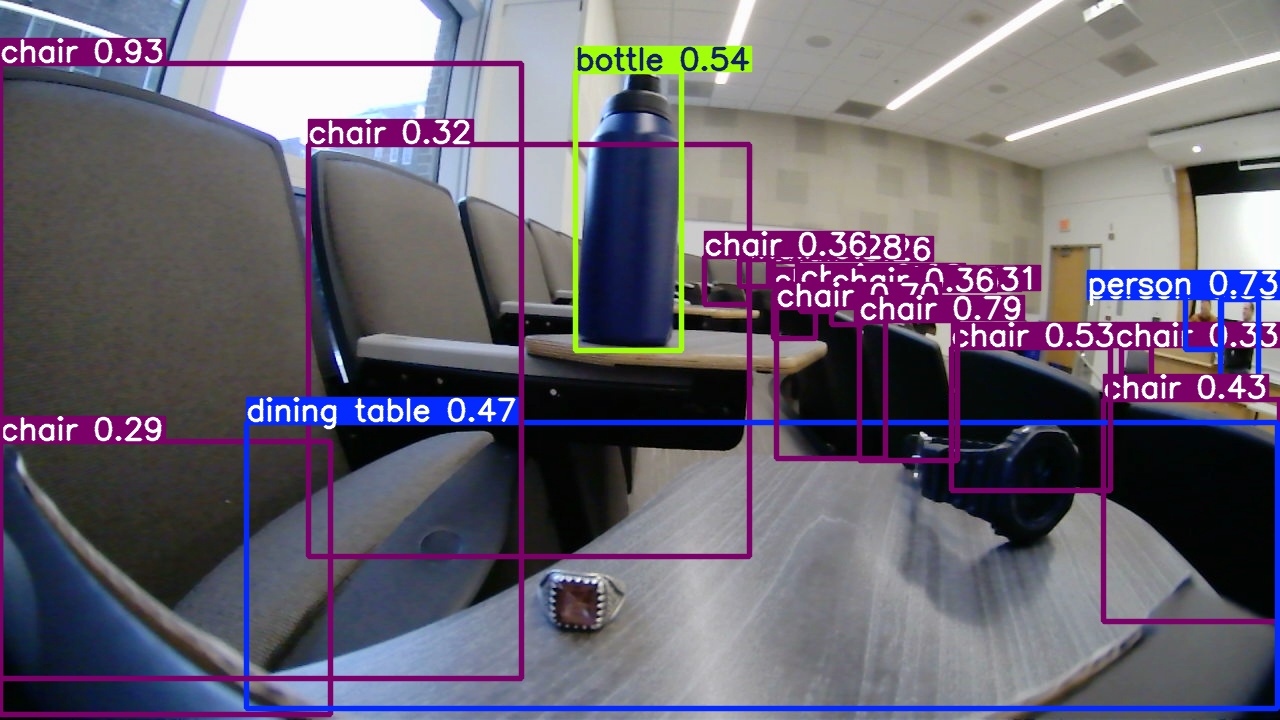 chair 0.93
bottle 0.54
chair 0.32
chair 0.36
person 0.73
chair
chair 0.79
chair 0.53
chair 0.33
chair 0.43
dining table 0.47
chair 0.29